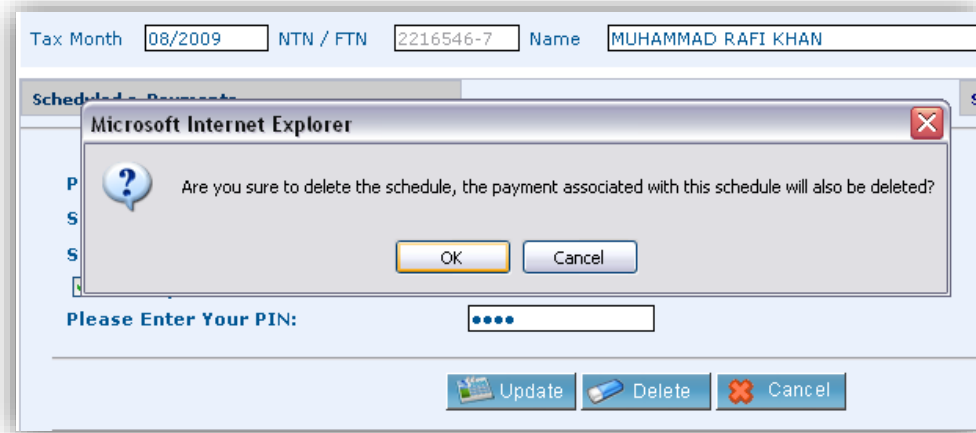 Tax Month 08/2009 NTN / FTN 2216546-7 Name MUHAMMAD RAFI KHAN
Scheduled e-Payments
Microsoft Internet Explorer
Are you sure to delete the schedule, the payment associated with this schedule will also be deleted?
OK Cancel
Please Enter Your PIN: ••••
Update Delete Cancel